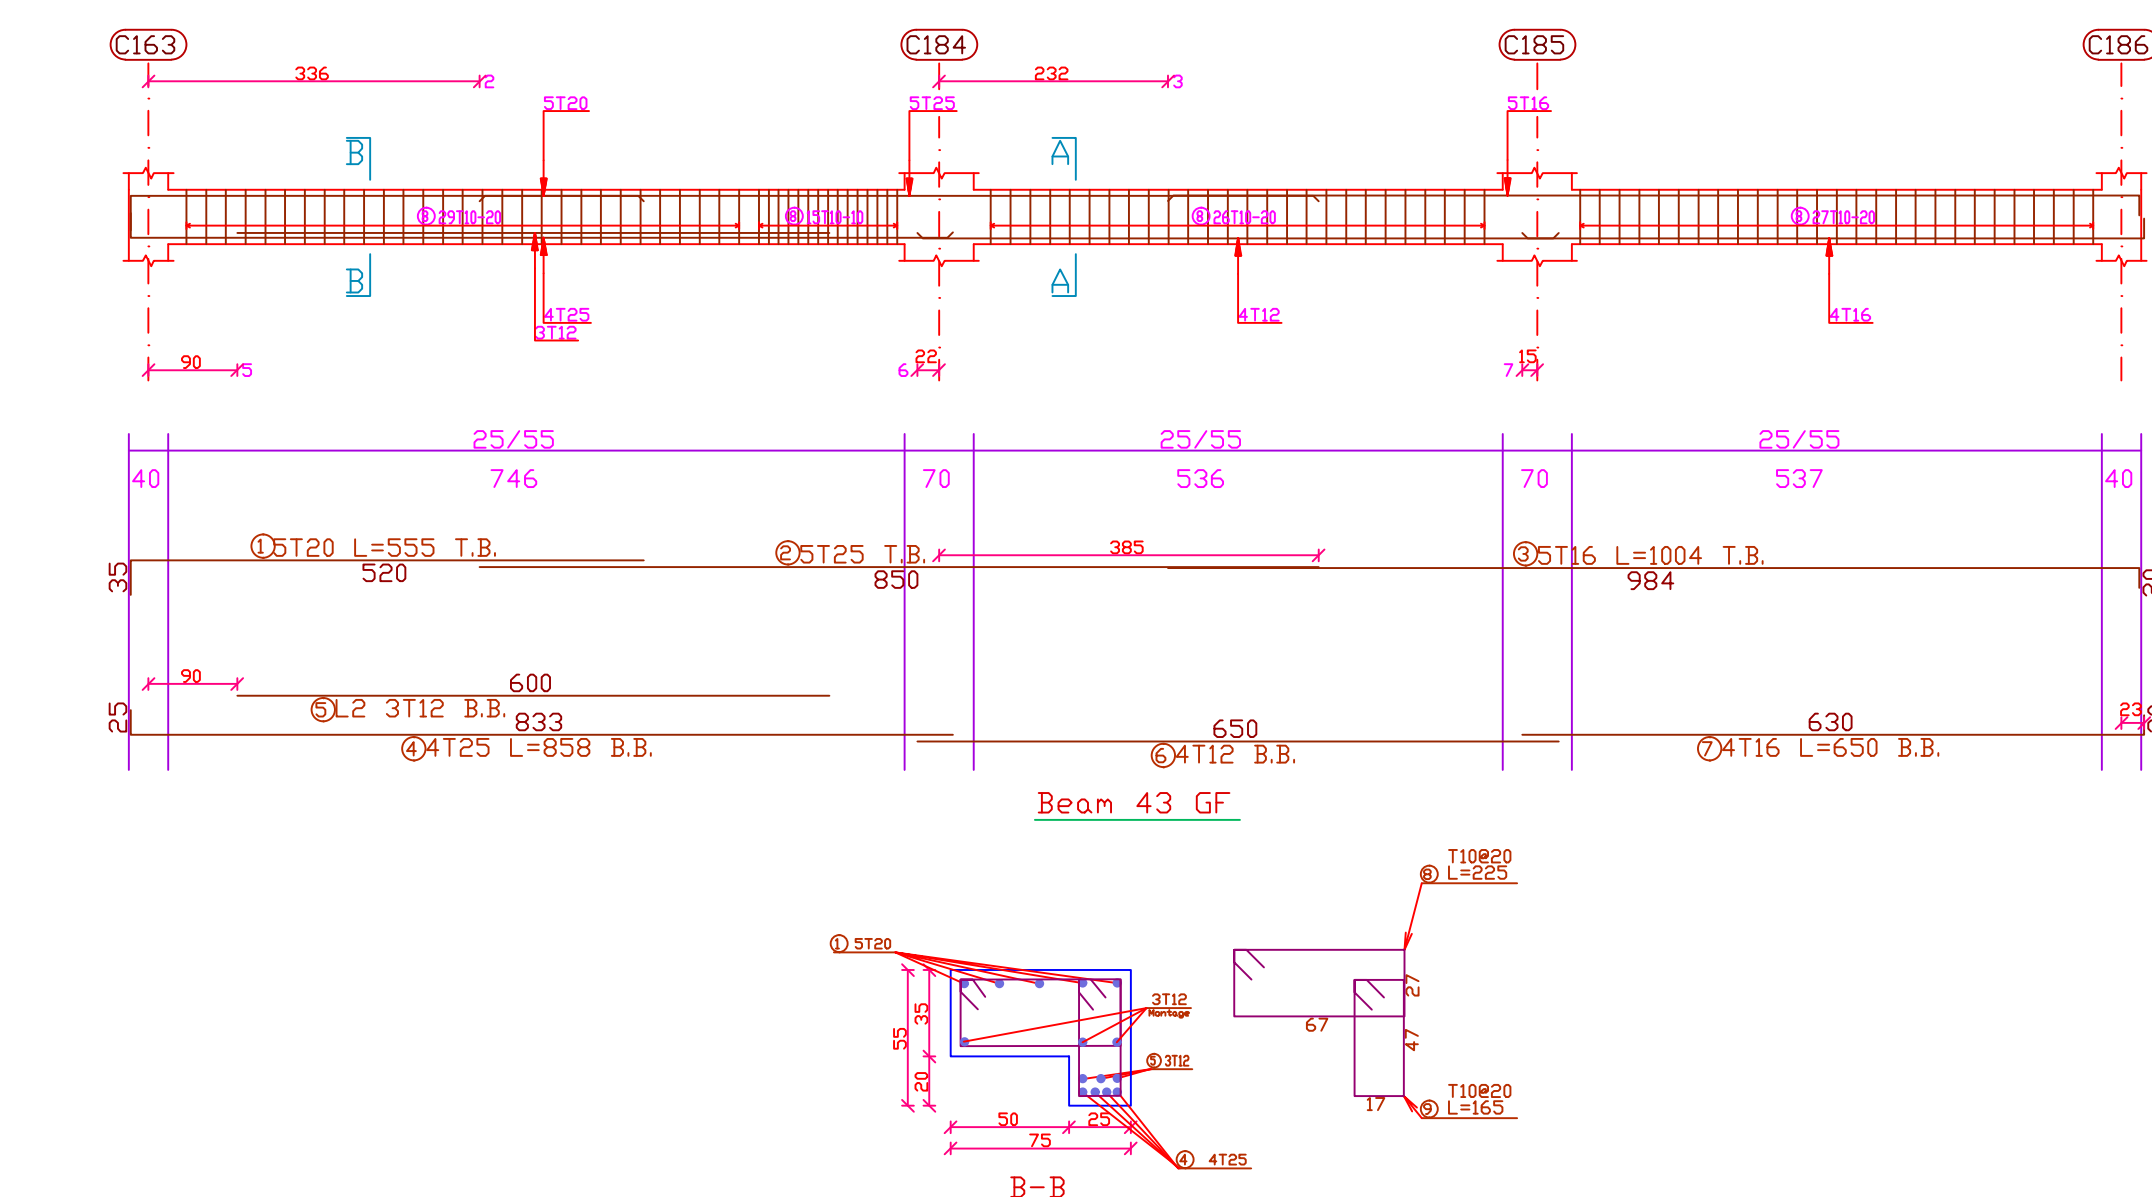 C163 C184 C185 C186
336 2 232 3
5T20 5T25 5T16
B A
8 29T10-20 8 15T10-10 8 26T10-20 8 27T10-20
B A
4T25 4T12 4T16
3T12
90 5 6 22 7 15
25/55 25/55 25/55
40 746 70 536 70 537 40
1 5T20 L=555 T.B. 2 5T25 T.B. 385 3 5T16 L=1004 T.B.
35 520 850 984 20
90 600
5 L2 3T12 B.B.
25 833 650 630 23
4 4T25 L=858 B.B. 6 4T12 B.B. 7 4T16 L=650 B.B.
Beam 43 GF
T10@20
8 L=225
1 5T20
3T12
Montage
5 3T12
55 35 20
50 25
75
4 4T25
B-B
27
67
47
17
T10@20
9 L=165